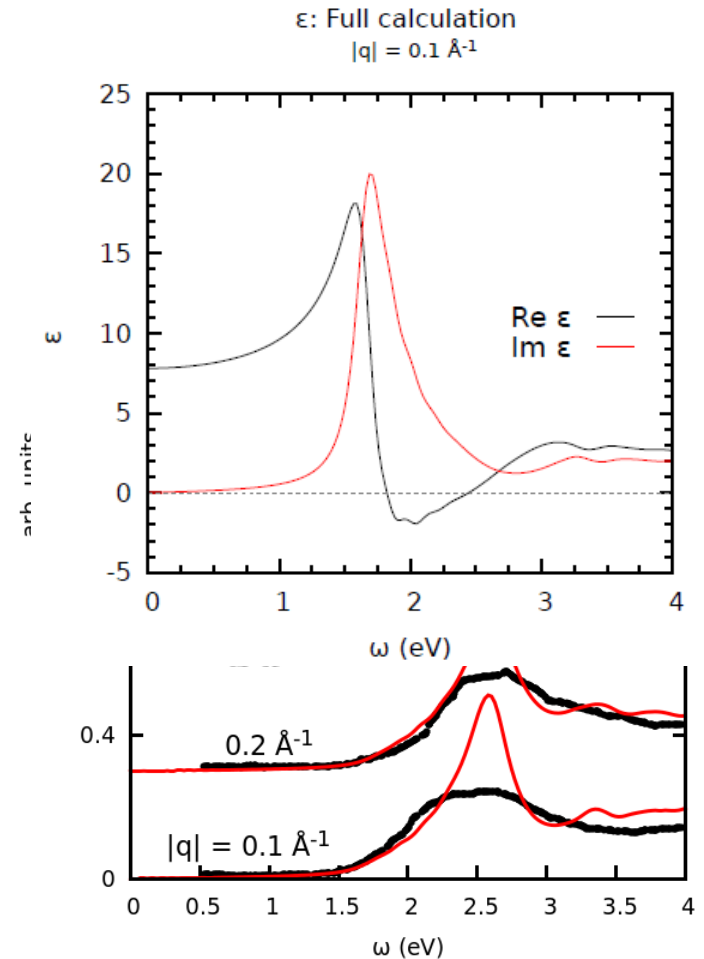 ε: Full calculation
|q| = 0.1 Å-1
25
20
15
10
5
0
-5
ε
arb. units
Re ε
Im ε
0 1 2 3 4
ω (eV)
0.4
0.2 Å-1
|q| = 0.1 Å-1
0
0 0.5 1 1.5 2 2.5 3 3.5 4
ω (eV)